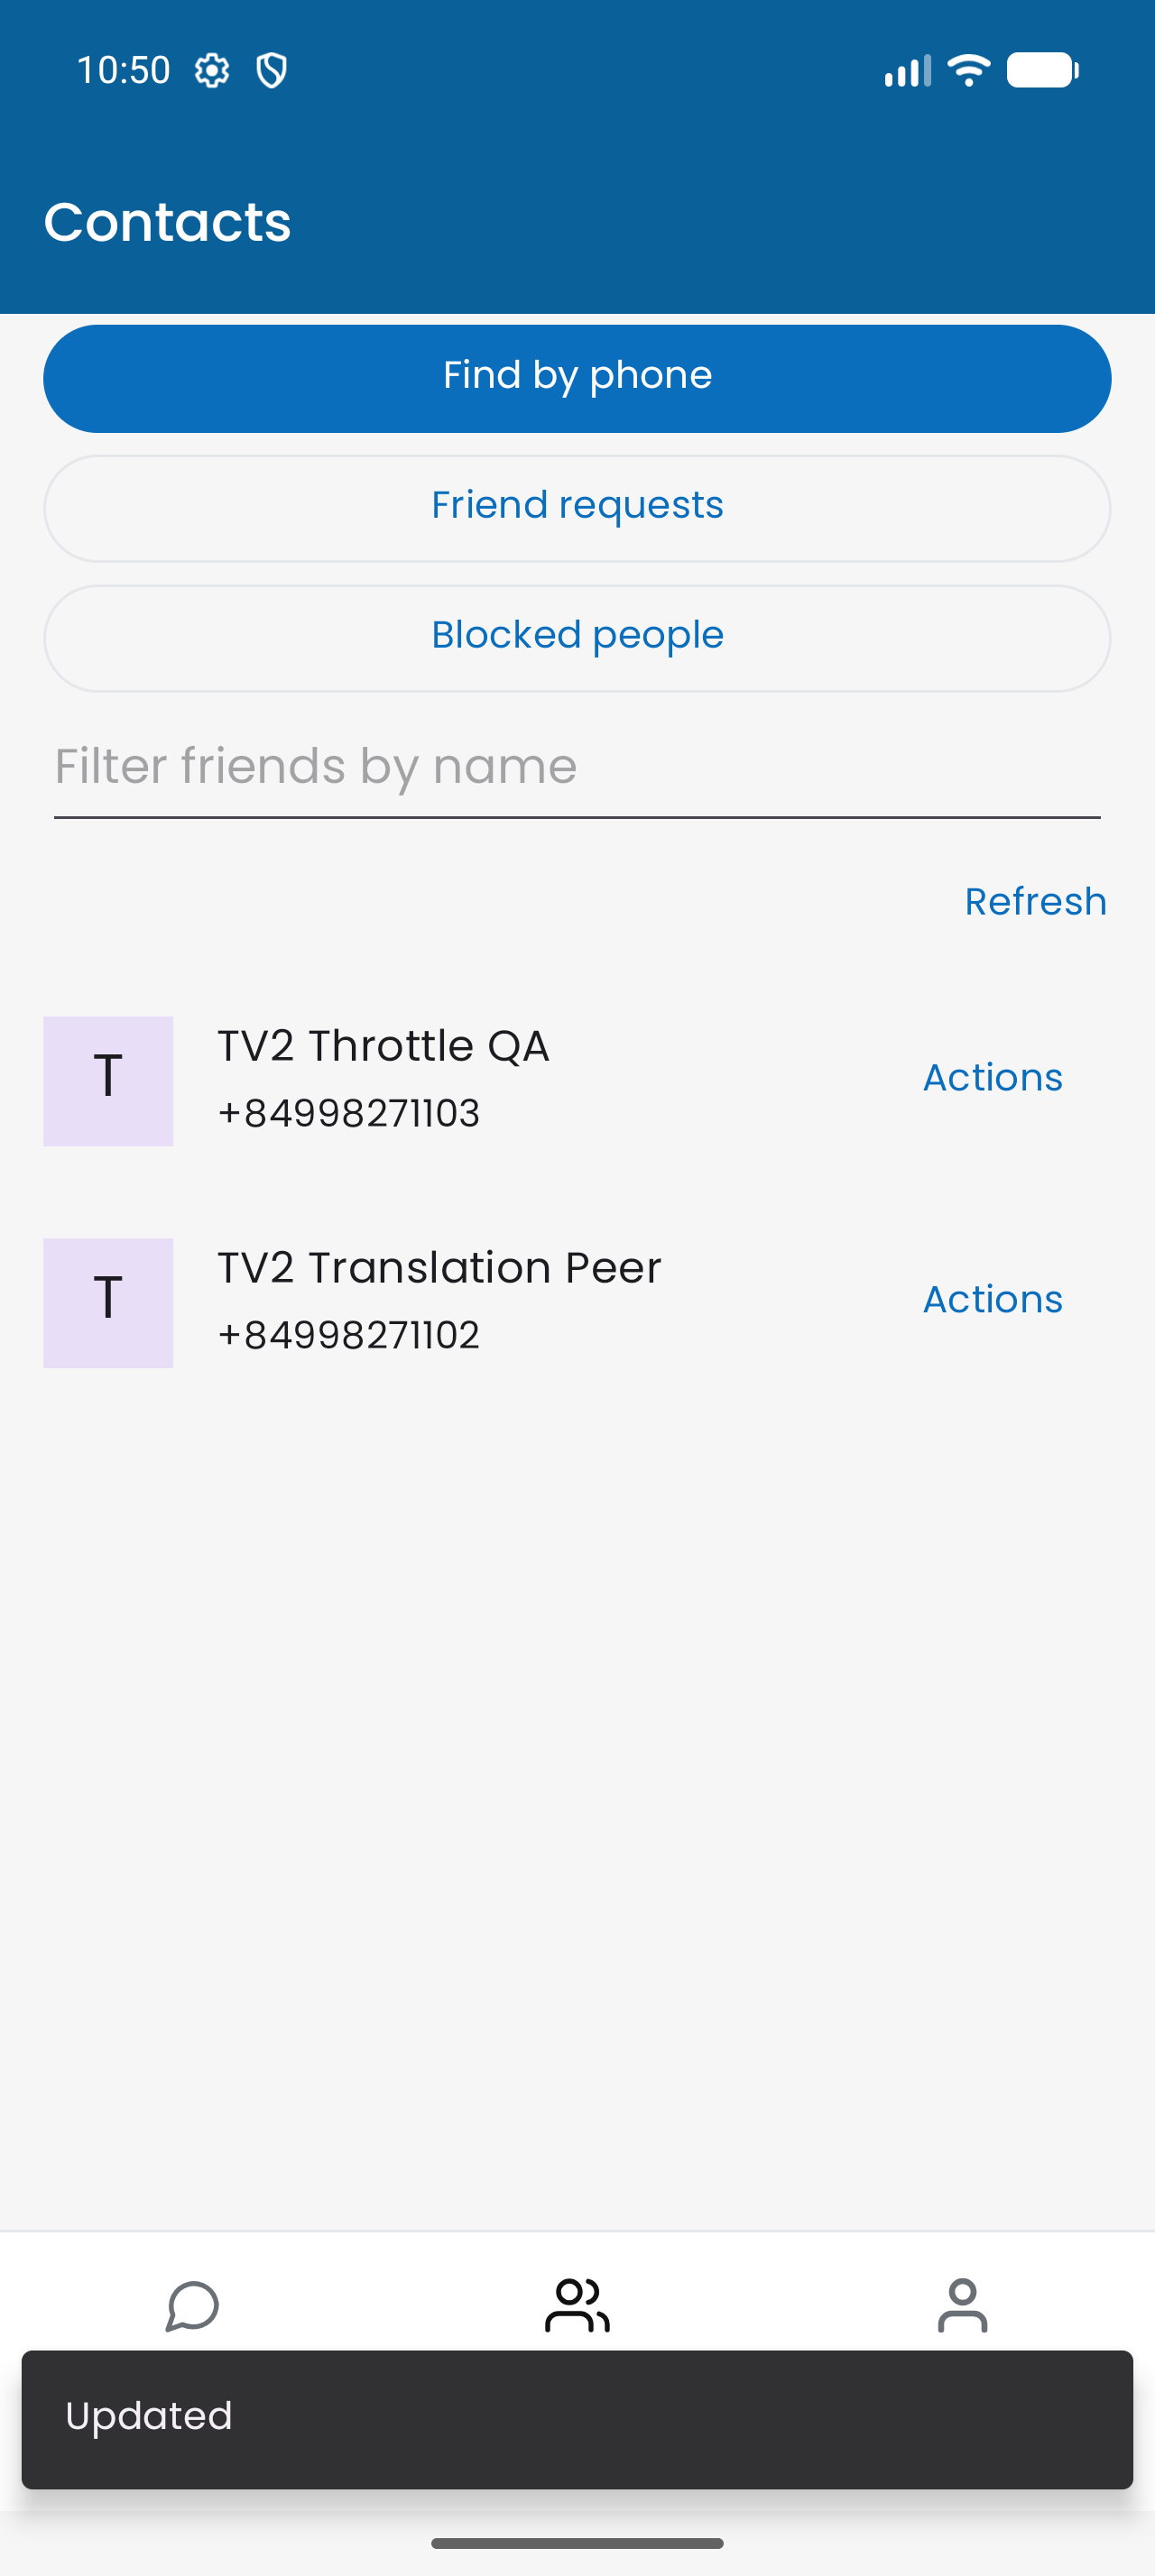 10:50
Contacts
Find by phone
Friend requests
Blocked people
Filter friends by name
Refresh
T
TV2 Throttle QA
+84998271103
Actions
T
TV2 Translation Peer
+84998271102
Actions
Updated